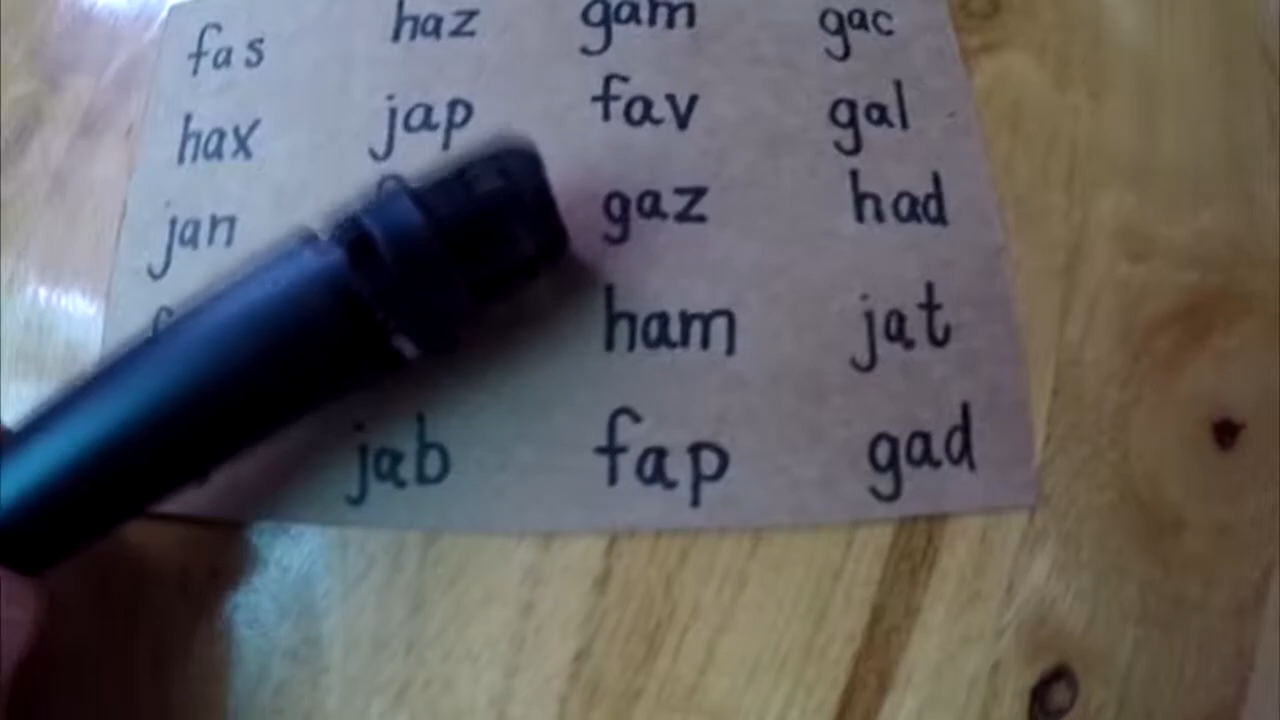 fas haz gam gac
hax jap fav gal
jan gaz had
ham jat
jab fap gad